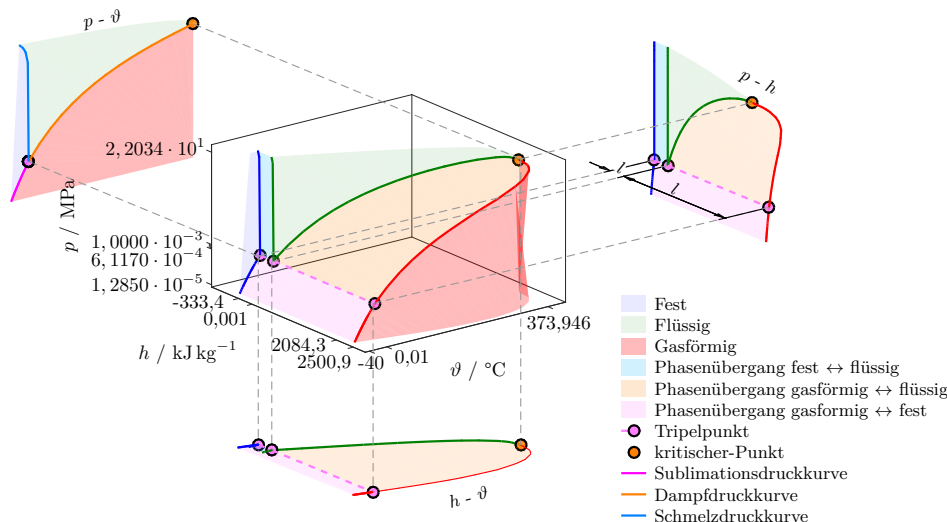 p - ϑ
p - h
l
l
2,2034 · 10¹
p / MPa
1,0000 · 10⁻³
6,1170 · 10⁻⁴
1,2850 · 10⁻⁵
-333,4
0,001
2084,3
2500,9
-40
0,01
373,946
h / kJ kg⁻¹
ϑ / °C
h - ϑ
Fest
Flüssig
Gasförmig
Phasenübergang fest ↔ flüssig
Phasenübergang gasförmig ↔ flüssig
Phasenübergang gasformig ↔ fest
Tripelpunkt
kritischer-Punkt
Sublimationsdruckkurve
Dampfdruckkurve
Schmelzdruckkurve